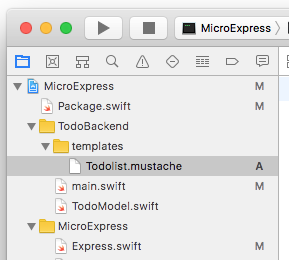 MicroExpress
MicroExpress M
Package.swift M
TodoBackend
templates
Todolist.mustache A
main.swift M
TodoModel.swift
MicroExpress
Express.swift M